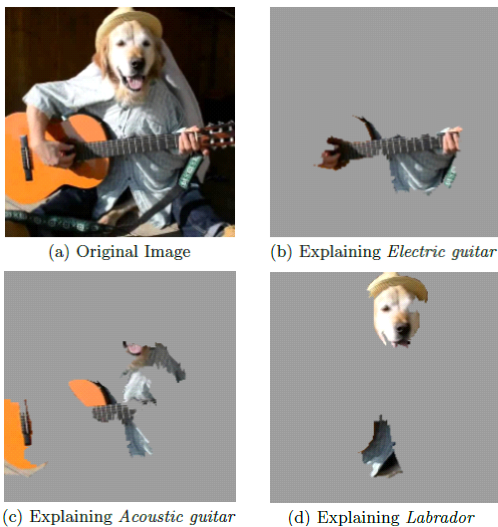 (a) Original Image
(b) Explaining Electric guitar
(c) Explaining Acoustic guitar
(d) Explaining Labrador